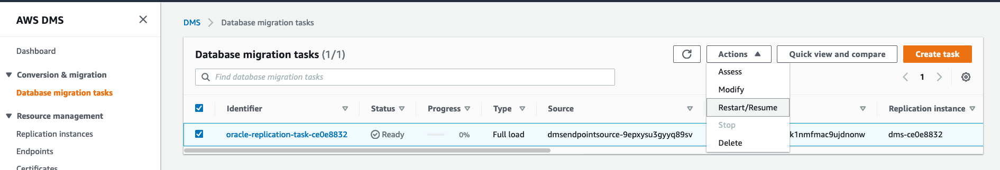 AWS DMS
Dashboard
Conversion & migration
Database migration tasks
Resource management
Replication instances
Endpoints
Certificates
DMS > Database migration tasks
Database migration tasks (1/1)
Actions
Quick view and compare
Create task
Find database migration tasks
1
Assess
Modify
Restart/Resume
Stop
Delete
Identifier Status Progress Type Source Replication instance
oracle-replication-task-ce0e8832 Ready 0% Full load dmsendpointsource-9epxysu3gyyq89sv k1nmfmac9ujdnonw dms-ce0e8832